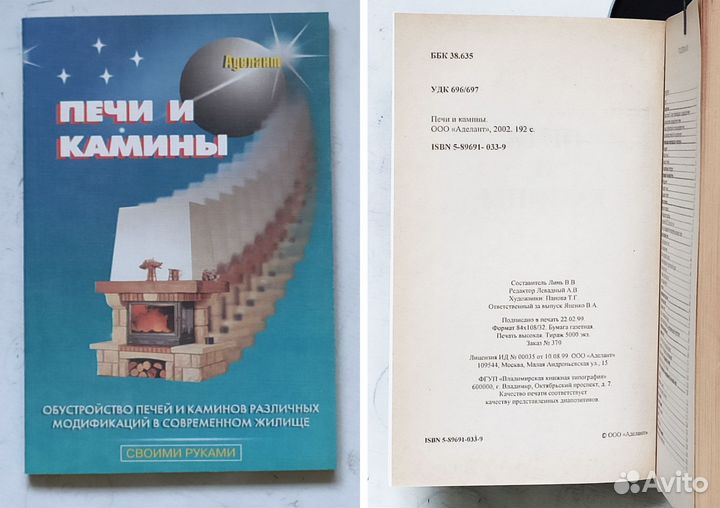 Аделант
ПЕЧИ И
КАМИНЫ
ОБУСТРОЙСТВО ПЕЧЕЙ И КАМИНОВ РАЗЛИЧНЫХ
МОДИФИКАЦИЙ В СОВРЕМЕННОМ ЖИЛИЩЕ
СВОИМИ РУКАМИ
ББК 38.635
УДК 696/697
Печи и камины.
ООО «Аделант», 2002. 192 с.
ISBN 5-89691- 033-9
Составитель Линь В.В
Редактор Левадный А.В
Художники: Панова Т.Г.
Ответственный за выпуск Яценко В.А.
Подписано в печать 22.02.99.
Формат 84х108/32. Бумага газетная.
Печать высокая. Тираж 5000 экз.
Заказ № 370
Лицензия ИД № 00035 от 10.08.99 ООО «Аделант»
109544, Москва, Малая Андроньевская ул., 15
ФГУП «Владимирская книжная типография»
600000, г. Владимир, Октябрьский проспект, д. 7.
Качество печати соответствует
качеству представленных диапозитивов.
ISBN 5-89691-033-9
© ООО «Аделант»
Avito